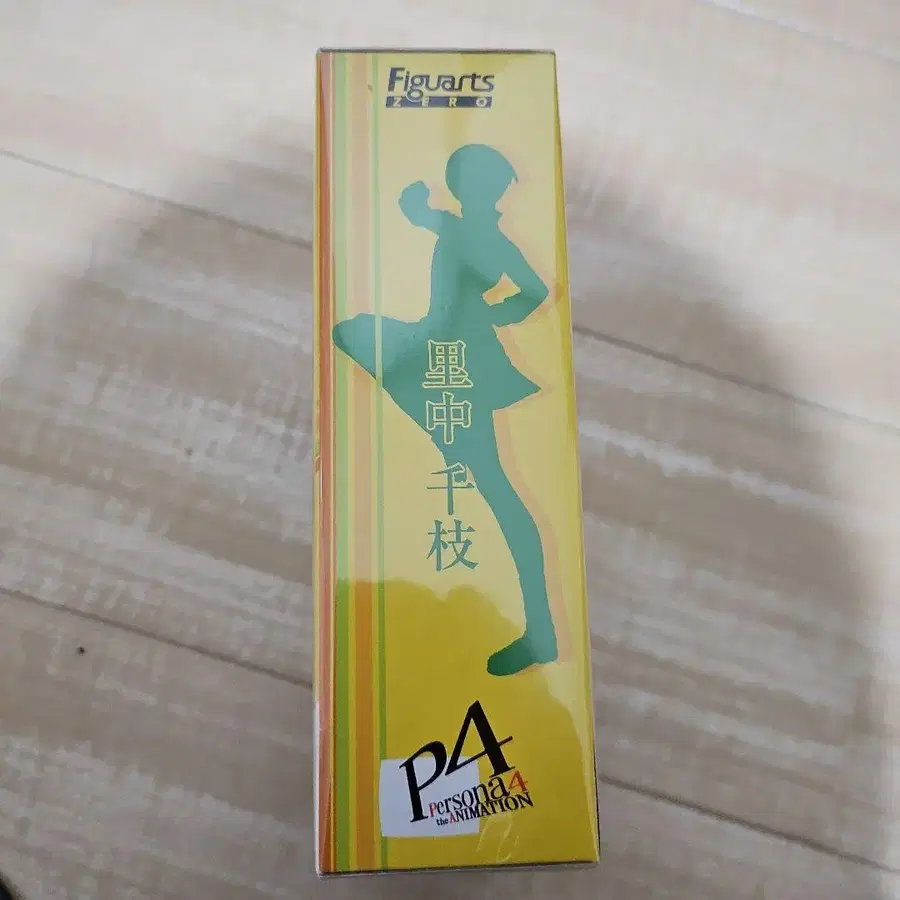 Figuarts
ZERO
里中 千枝
P4
Persona4
the ANIMATION